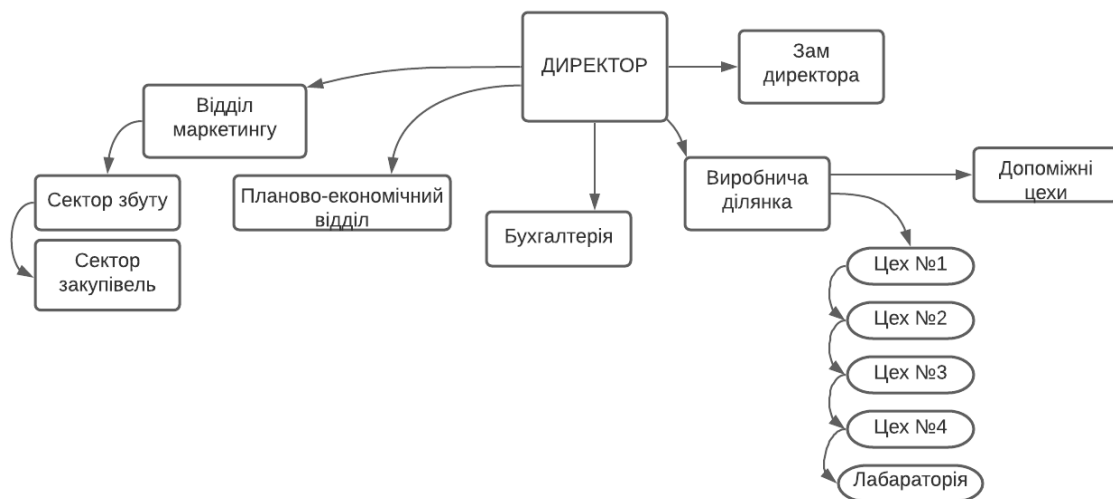 ДИРЕКТОР
Зам
директора
Відділ
маркетингу
Сектор збуту
Сектор
закупівель
Планово-економічний
відділ
Бухгалтерія
Виробнича
ділянка
Допоміжні
цехи
Цех №1
Цех №2
Цех №3
Цех №4
Лабараторія